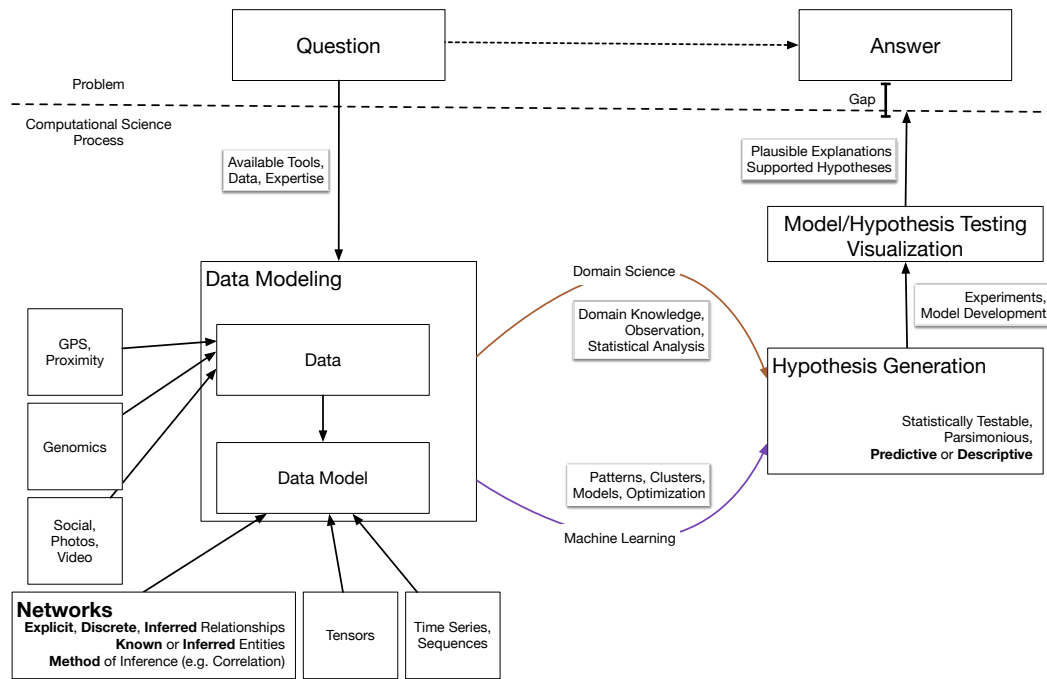 Question
Answer
Problem
Gap
Computational Science
Process
Available Tools,
Data, Expertise
Plausible Explanations
Supported Hypotheses
Model/Hypothesis Testing
Visualization
Data Modeling
Domain Science
Experiments,
Model Development
Domain Knowledge,
Observation,
Statistical Analysis
GPS,
Proximity
Data
Hypothesis Generation
Statistically Testable,
Parsimonious,
Predictive or Descriptive
Genomics
Data Model
Patterns, Clusters,
Models, Optimization
Machine Learning
Social,
Photos,
Video
Networks
Explicit, Discrete, Inferred Relationships
Known or Inferred Entities
Method of Inference (e.g. Correlation)
Tensors
Time Series,
Sequences